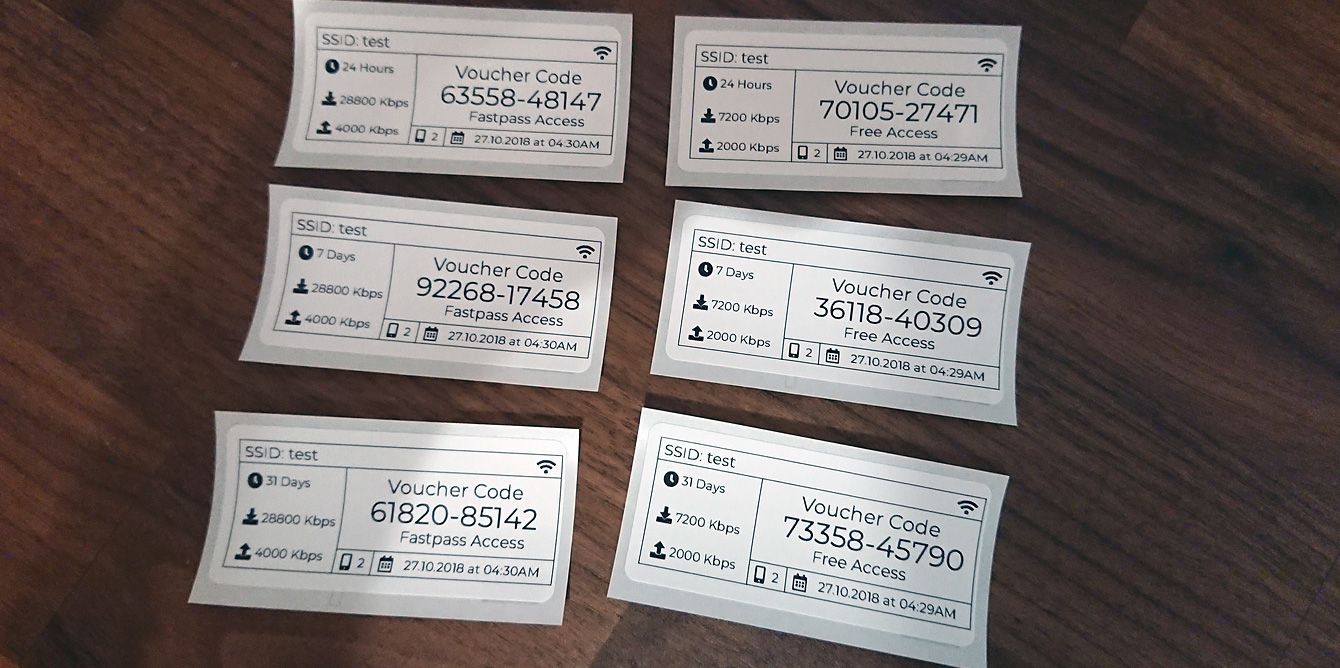 SSID: test
24 Hours
28800 Kbps
4000 Kbps
Voucher Code
63558-48147
Fastpass Access
2
27.10.2018 at 04:30AM
SSID: test
24 Hours
7200 Kbps
2000 Kbps
Voucher Code
70105-27471
Free Access
2
27.10.2018 at 04:29AM
SSID: test
7 Days
28800 Kbps
4000 Kbps
Voucher Code
92268-17458
Fastpass Access
2
27.10.2018 at 04:30AM
SSID: test
7 Days
7200 Kbps
2000 Kbps
Voucher Code
36118-40309
Free Access
2
27.10.2018 at 04:29AM
SSID: test
31 Days
28800 Kbps
4000 Kbps
Voucher Code
61820-85142
Fastpass Access
2
27.10.2018 at 04:30AM
SSID: test
31 Days
7200 Kbps
2000 Kbps
Voucher Code
73358-45790
Free Access
2
27.10.2018 at 04:29AM